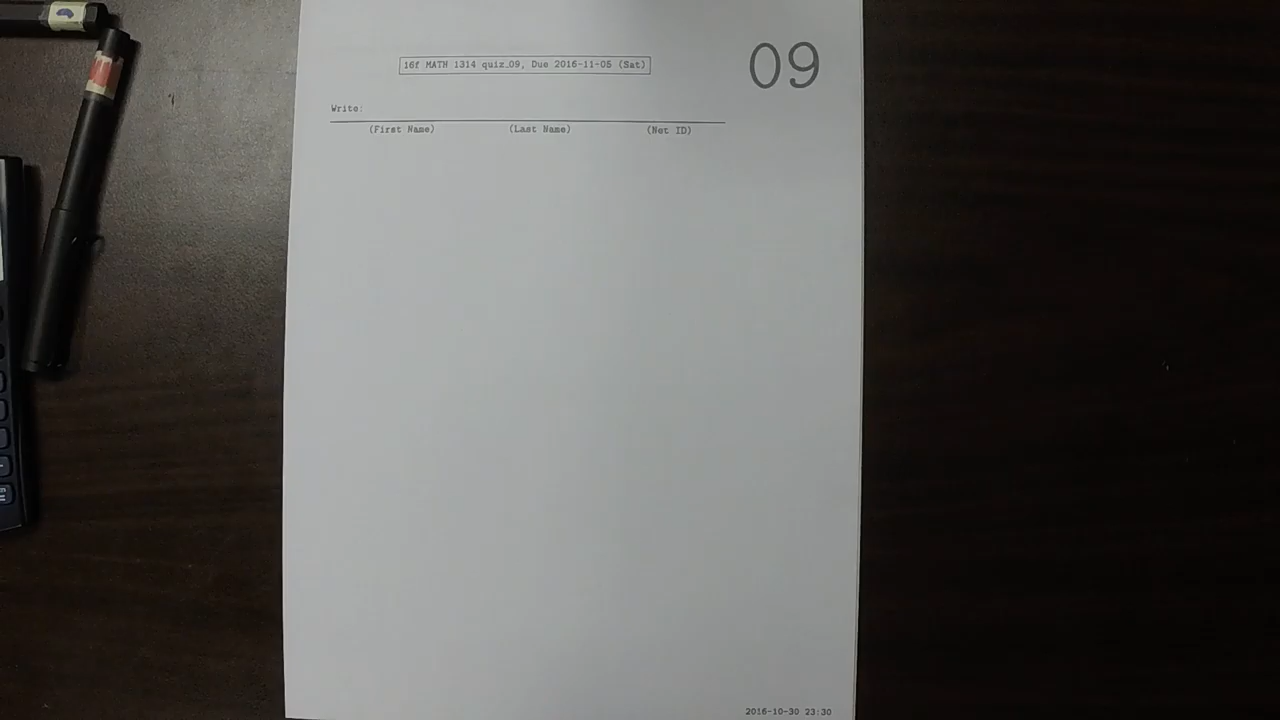 16f MATH 1314 quiz.09, Due 2016-11-05 (Sat)
09
Write:
(First Name) (Last Name) (Net ID)
2016-10-30 23:30